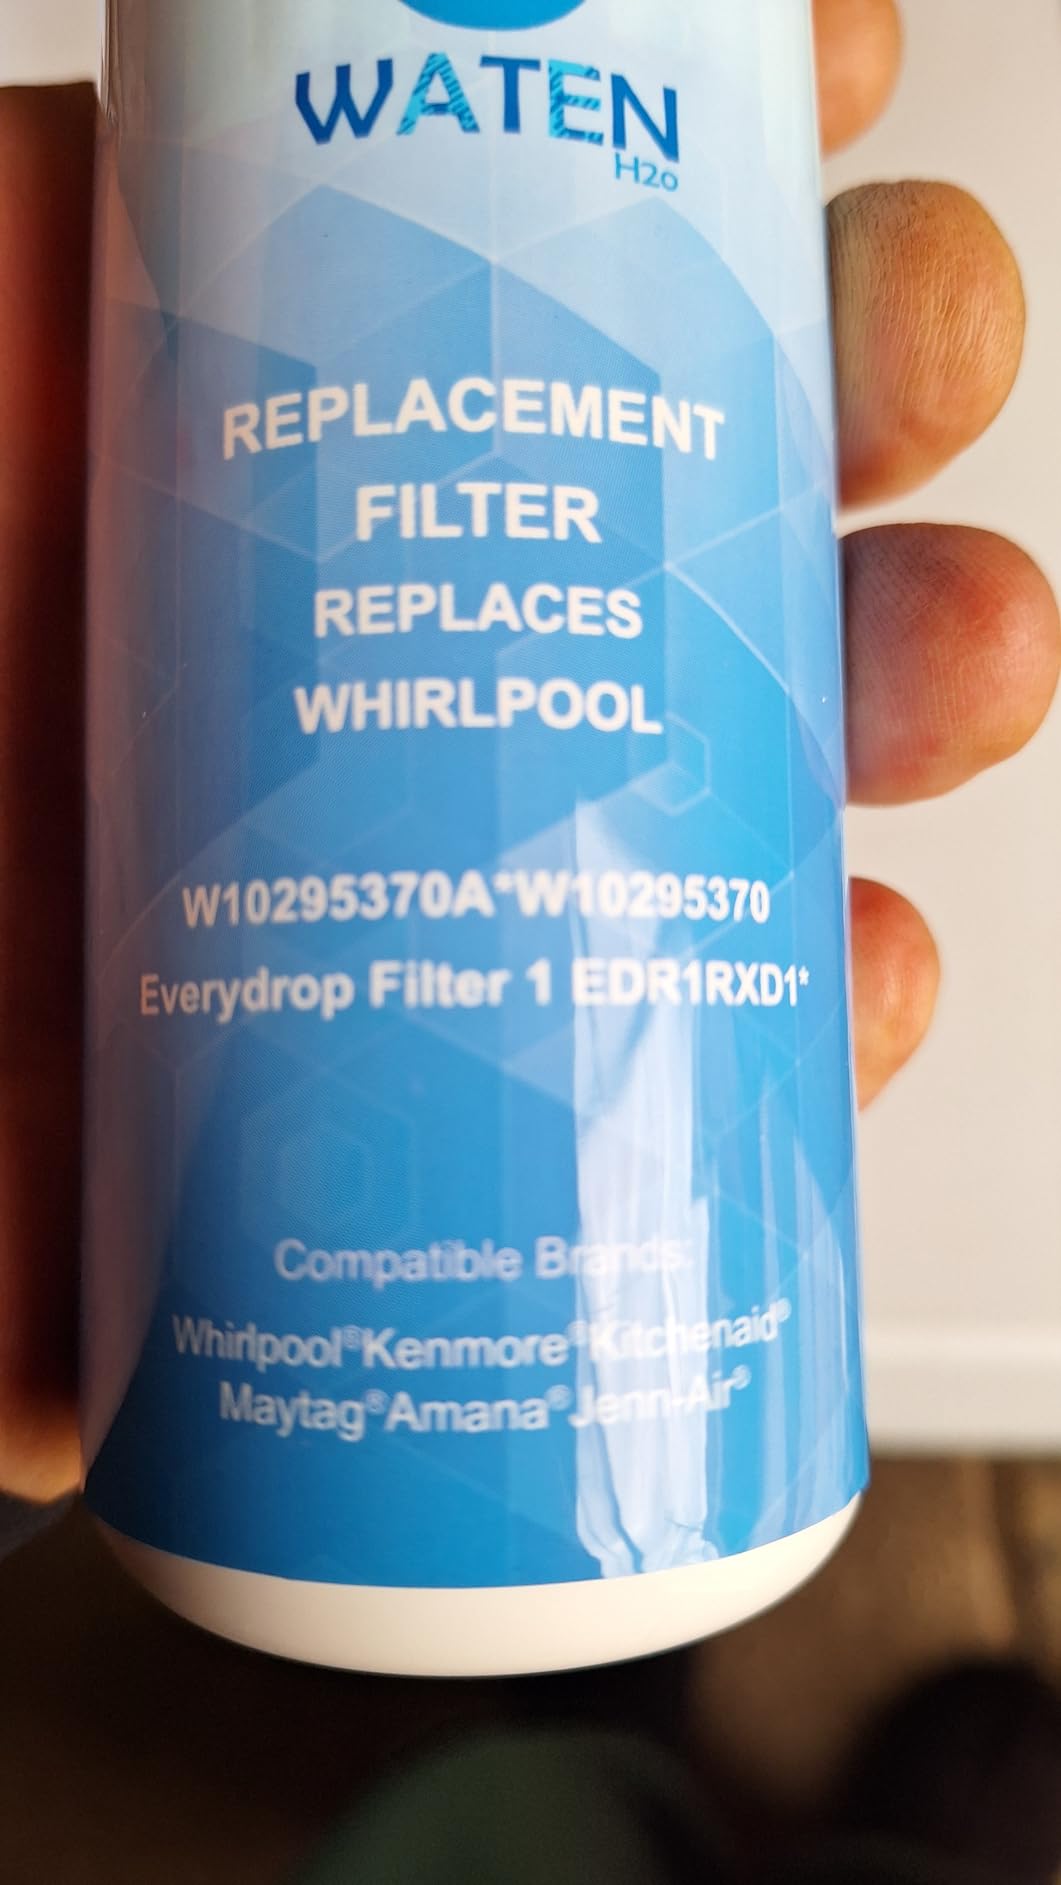 WATEN
H2o
REPLACEMENT
FILTER
REPLACES
WHIRLPOOL
W10295370A*W10295370
Everydrop Filter 1 EDR1RXD1*
Compatible Brands:
Whirlpool®Kenmore®Kitchenaid®
Maytag®Amana®Jenn-Air®